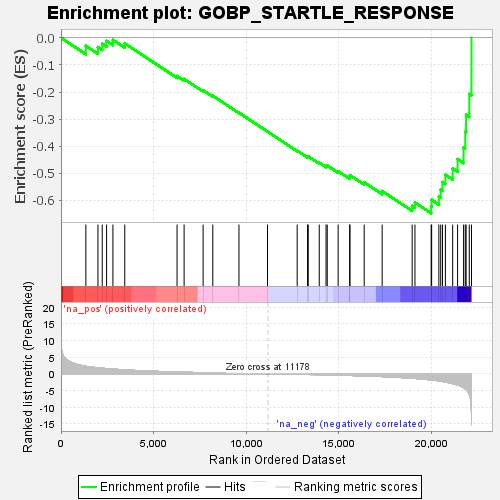 Enrichment plot: GOBP_STARTLE_RESPONSE
Enrichment score (ES)
0.0
-0.1
-0.2
-0.3
-0.4
-0.5
-0.6
'na_pos' (positively correlated)
Ranked list metric (PreRanked)
20
15
10
5
0
-5
-10
-15
Zero cross at 11178
'na_neg' (negatively correlated)
0
5,000
10,000
15,000
20,000
Rank in Ordered Dataset
Enrichment profile
Hits
Ranking metric scores